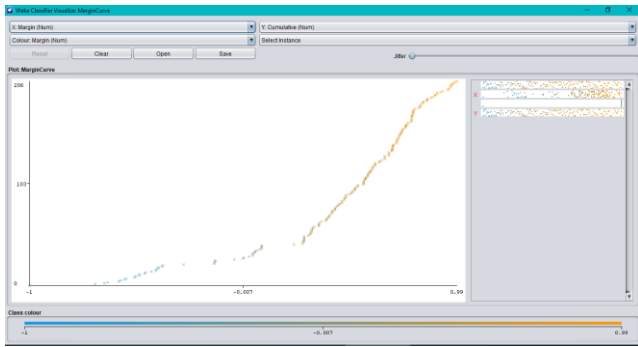 Weka Classifier Visualize: MarginCurve
X: Margin (Num)
Y: Cumulative (Num)
Colour: Margin (Num)
Select Instance
Reset
Clear
Open
Save
Jitter
Plot: MarginCurve
206
103
0
-1
-0.007
0.99
X
Y
Class colour
-1
-0.007
0.99